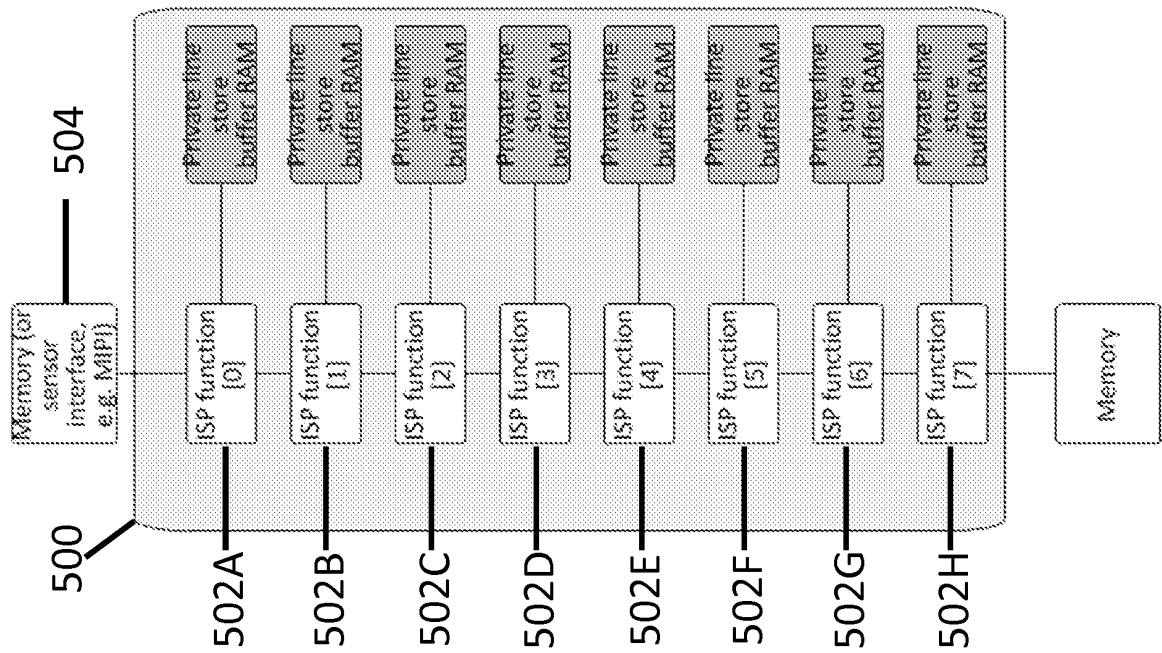 500
504
Memory (or
sensor
interface,
e.g. MIPI)
502A
ISP function
[0]
Private line
store
buffer RAM
502B
ISP function
[1]
Private line
store
buffer RAM
502C
ISP function
[2]
Private line
store
buffer RAM
502D
ISP function
[3]
Private line
store
buffer RAM
502E
ISP function
[4]
Private line
store
buffer RAM
502F
ISP function
[5]
Private line
store
buffer RAM
502G
ISP function
[6]
Private line
store
buffer RAM
502H
ISP function
[7]
Private line
store
buffer RAM
Memory